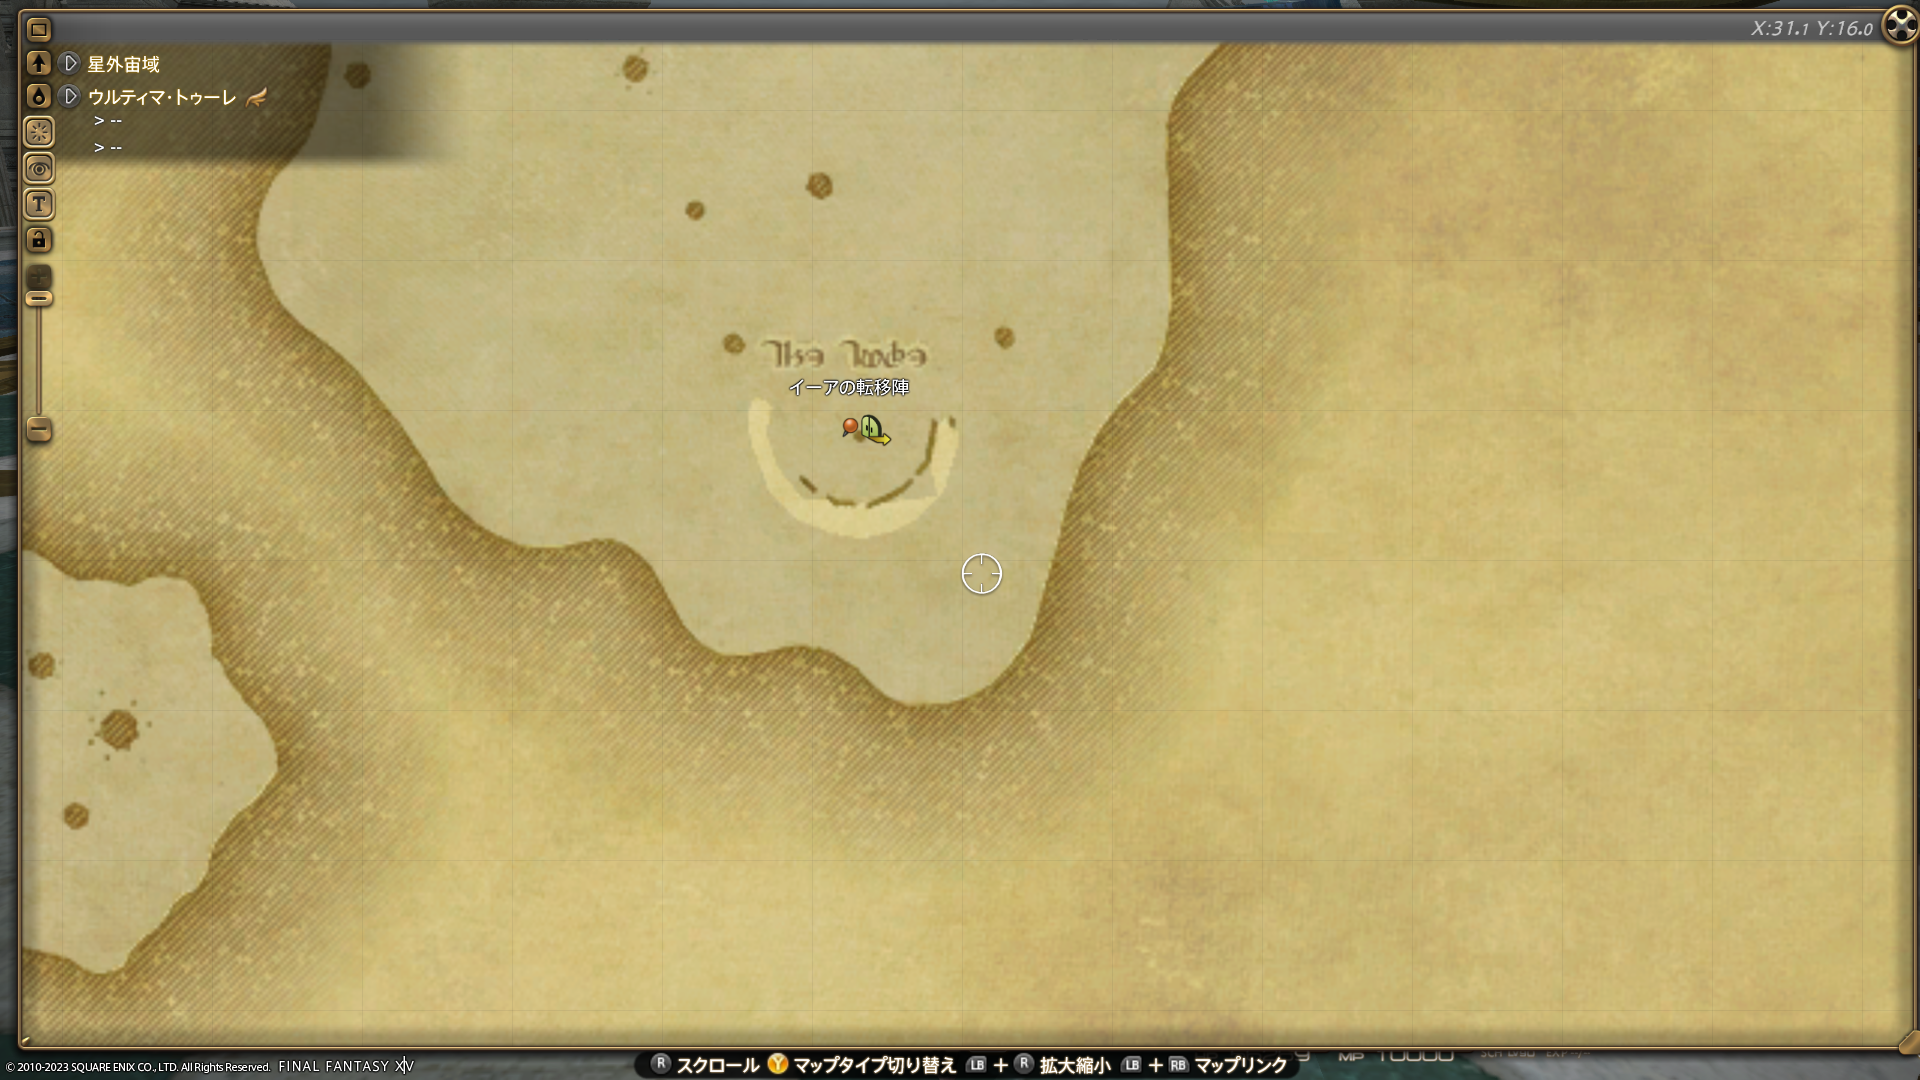 X:31.1 Y:16.0
星外宙域
ウルティマ・トゥーレ
> --
> --
T
イーアの転移陣
MP 10000
© 2010-2023 SQUARE ENIX CO., LTD. All Rights Reserved. FINAL FANTASY XIV
R スクロール Y マップタイプ切り替え LB + R 拡大縮小 LB + RB マップリンク